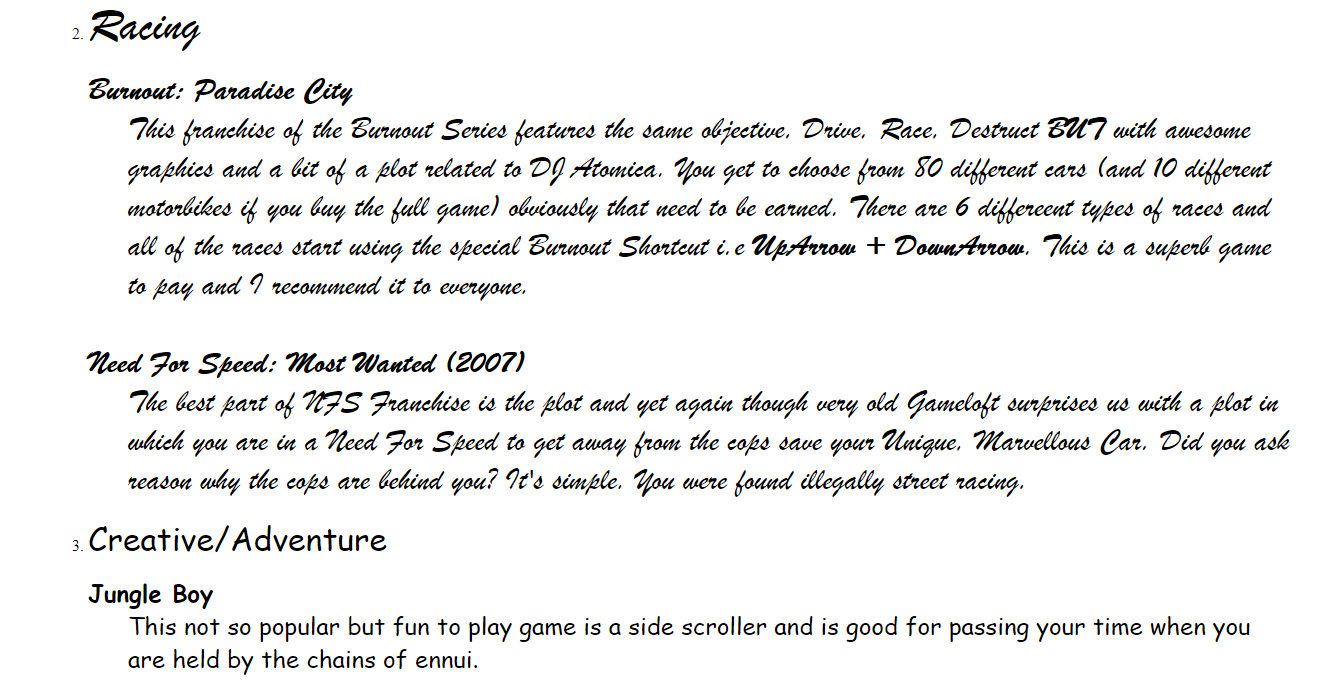 2. Racing
Burnout: Paradise City
This franchise of the Burnout Series features the same objective. Drive, Race, Destruct BUT with awesome
graphics and a bit of a plot related to DJ Atomica. You get to choose from 80 different cars (and 10 different
motorbikes if you buy the full game) obviously that need to be earned. There are 6 differeent types of races and
all of the races start using the special Burnout Shortcut i.e UpArrow + DownArrow. This is a superb game
to pay and I recommend it to everyone.
Need For Speed: Most Wanted (2007)
The best part of NFS Franchise is the plot and yet again though very old Gameloft surprises us with a plot in
which you are in a Need For Speed to get away from the cops save your Unique, Marvellous Car. Did you ask
reason why the cops are behind you? It's simple. You were found illegally street racing.
3. Creative/Adventure
Jungle Boy
This not so popular but fun to play game is a side scroller and is good for passing your time when you
are held by the chains of ennui.